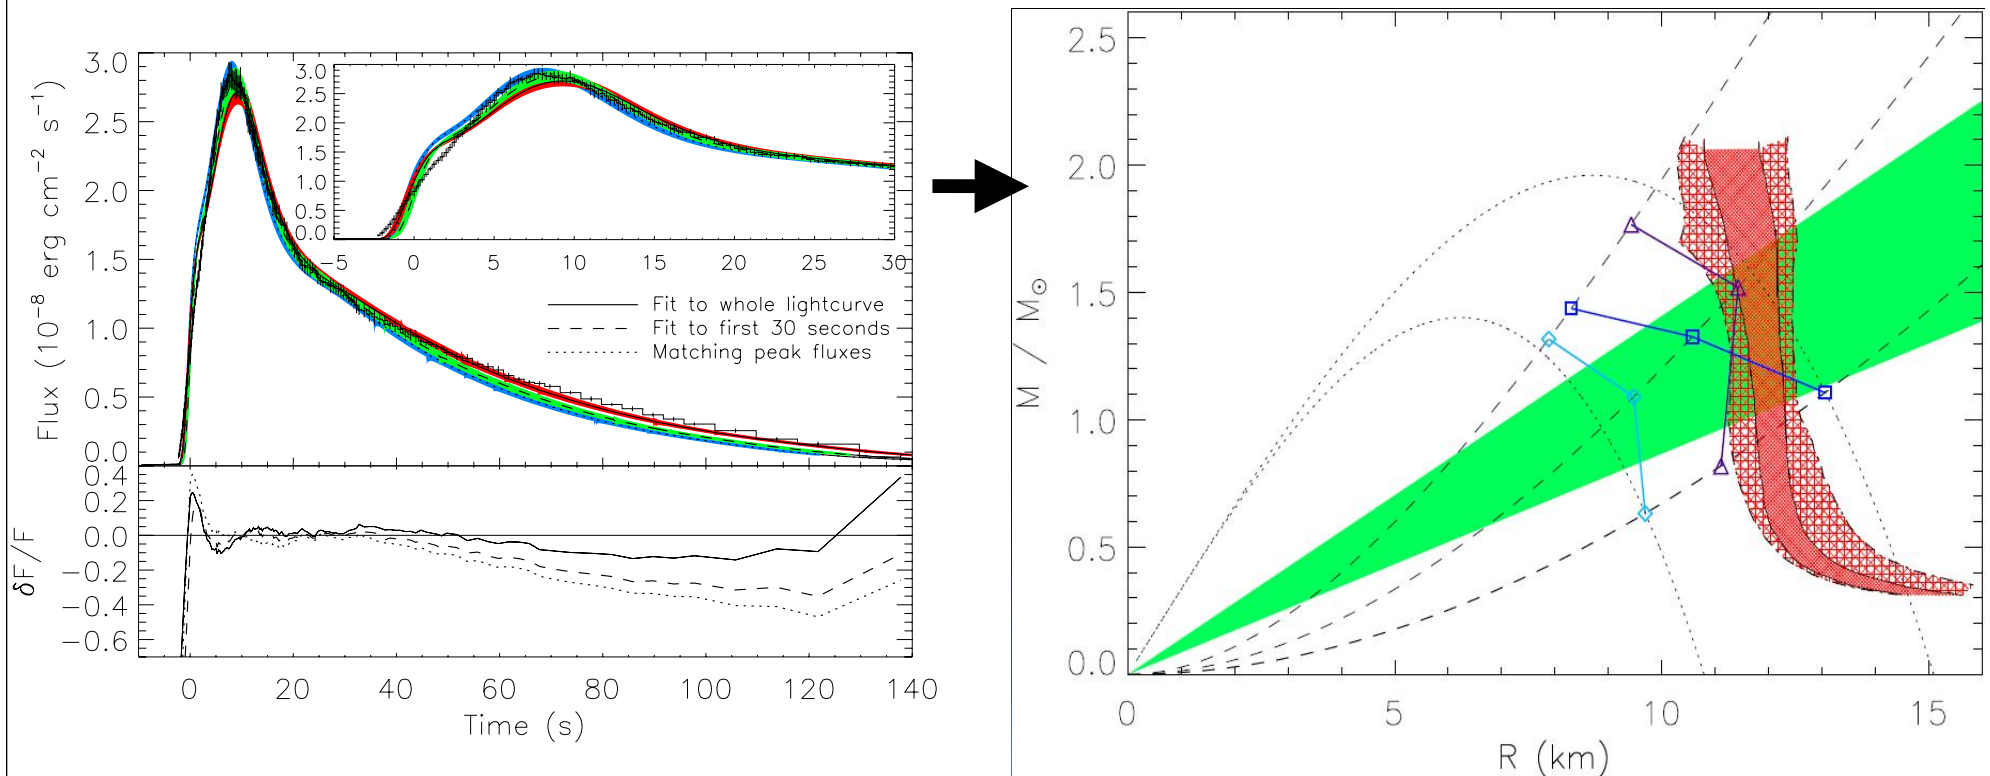 3.0
2.5
2.0
1.5
1.0
0.5
0.0
Flux (10⁻⁸ erg cm⁻² s⁻¹)
3.0
2.5
2.0
1.5
1.0
0.5
0.0
−5 0 5 10 15 20 25 30
Fit to whole lightcurve
Fit to first 30 seconds
Matching peak fluxes
0.4
0.2
0.0
−0.2
−0.4
−0.6
δF/F
0 20 40 60 80 100 120 140
Time (s)
2.5
2.0
1.5
1.0
0.5
0.0
M / M☉
0 5 10 15
R (km)